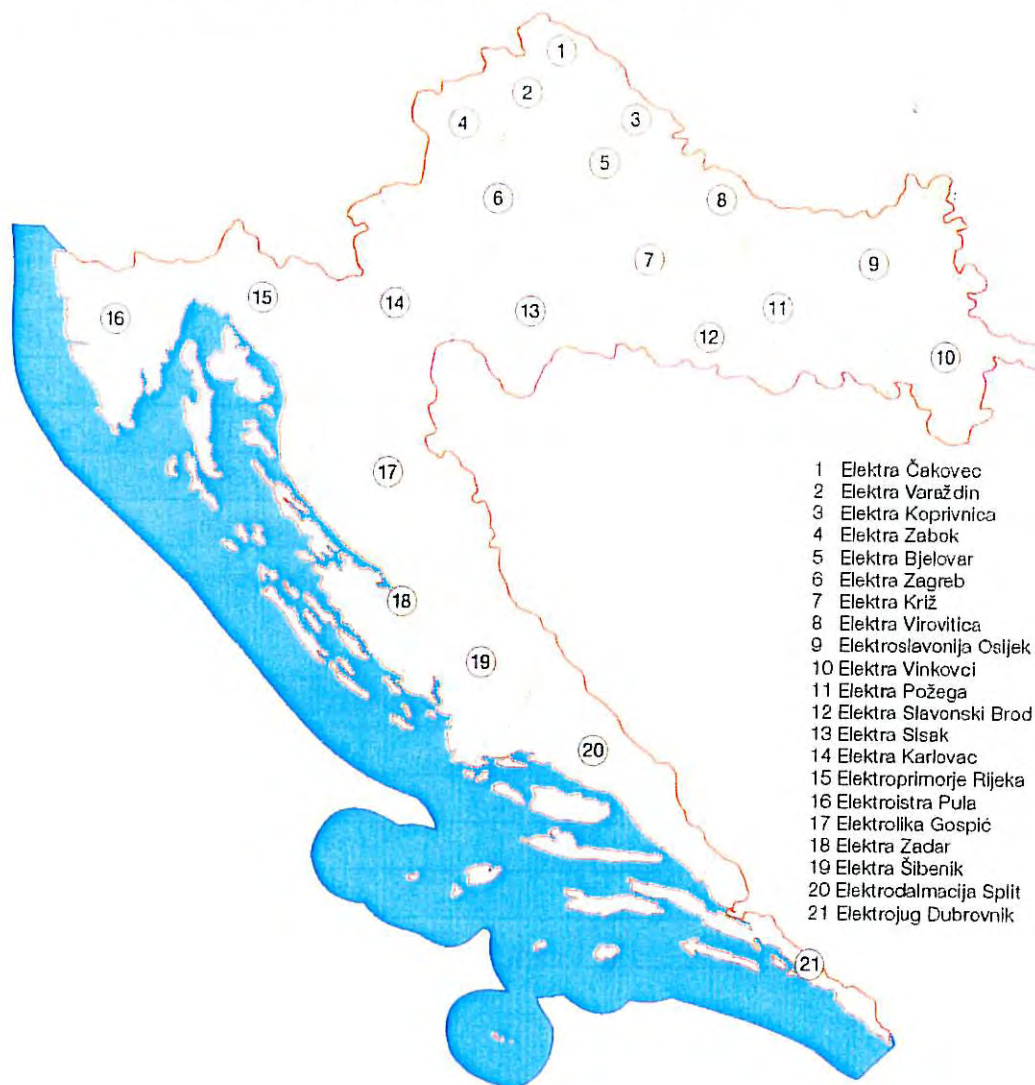 1
2
3
4
5
6
8
7
9
15
14
13
11
16
12
10
17
18
19
20
21
1 Elektra Čakovec
2 Elektra Varaždin
3 Elektra Koprivnica
4 Elektra Zabok
5 Elektra Bjelovar
6 Elektra Zagreb
7 Elektra Križ
8 Elektra Virovitica
9 Elektroslavonija Osijek
10 Elektra Vinkovci
11 Elektra Požega
12 Elektra Slavonski Brod
13 Elektra Sisak
14 Elektra Karlovac
15 Elektroprimorje Rijeka
16 Elektroistra Pula
17 Elektrolika Gospić
18 Elektra Zadar
19 Elektra Šibenik
20 Elektrodalmacija Split
21 Elektrojug Dubrovnik